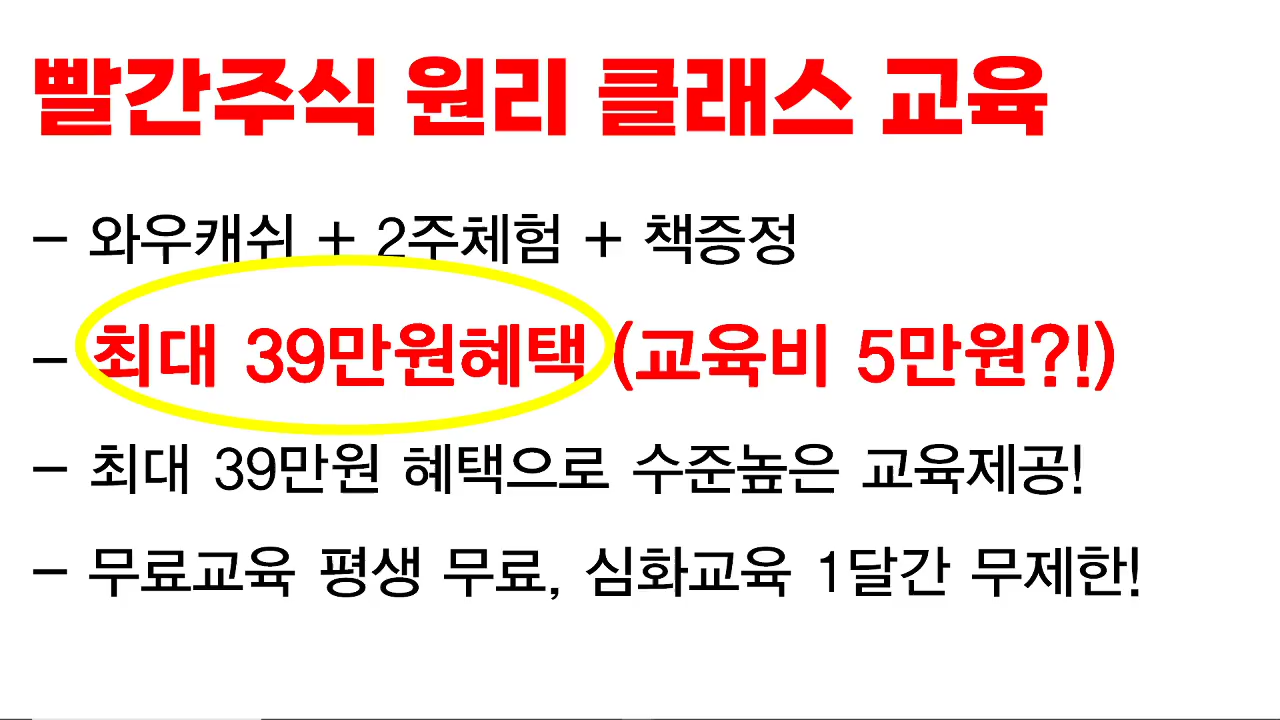 빨간주식 원리 클래스 교육
- 와우캐쉬 + 2주체험 + 책증정
- 최대 39만원혜택 (교육비 5만원?!)
- 최대 39만원 혜택으로 수준높은 교육제공!
- 무료교육 평생 무료, 심화교육 1달간 무제한!